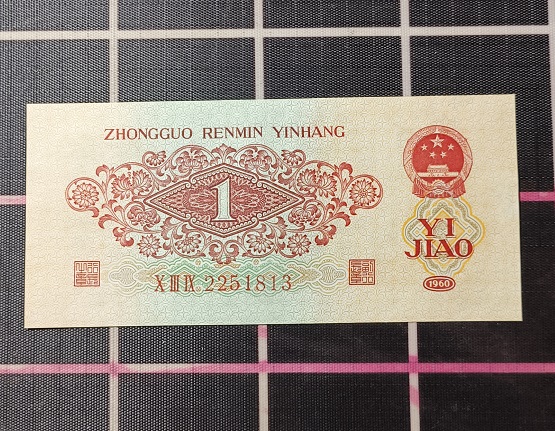 ZHONGGUO RENMIN YINHANG
1
YI
JIAO
X III IX 2251813
1960